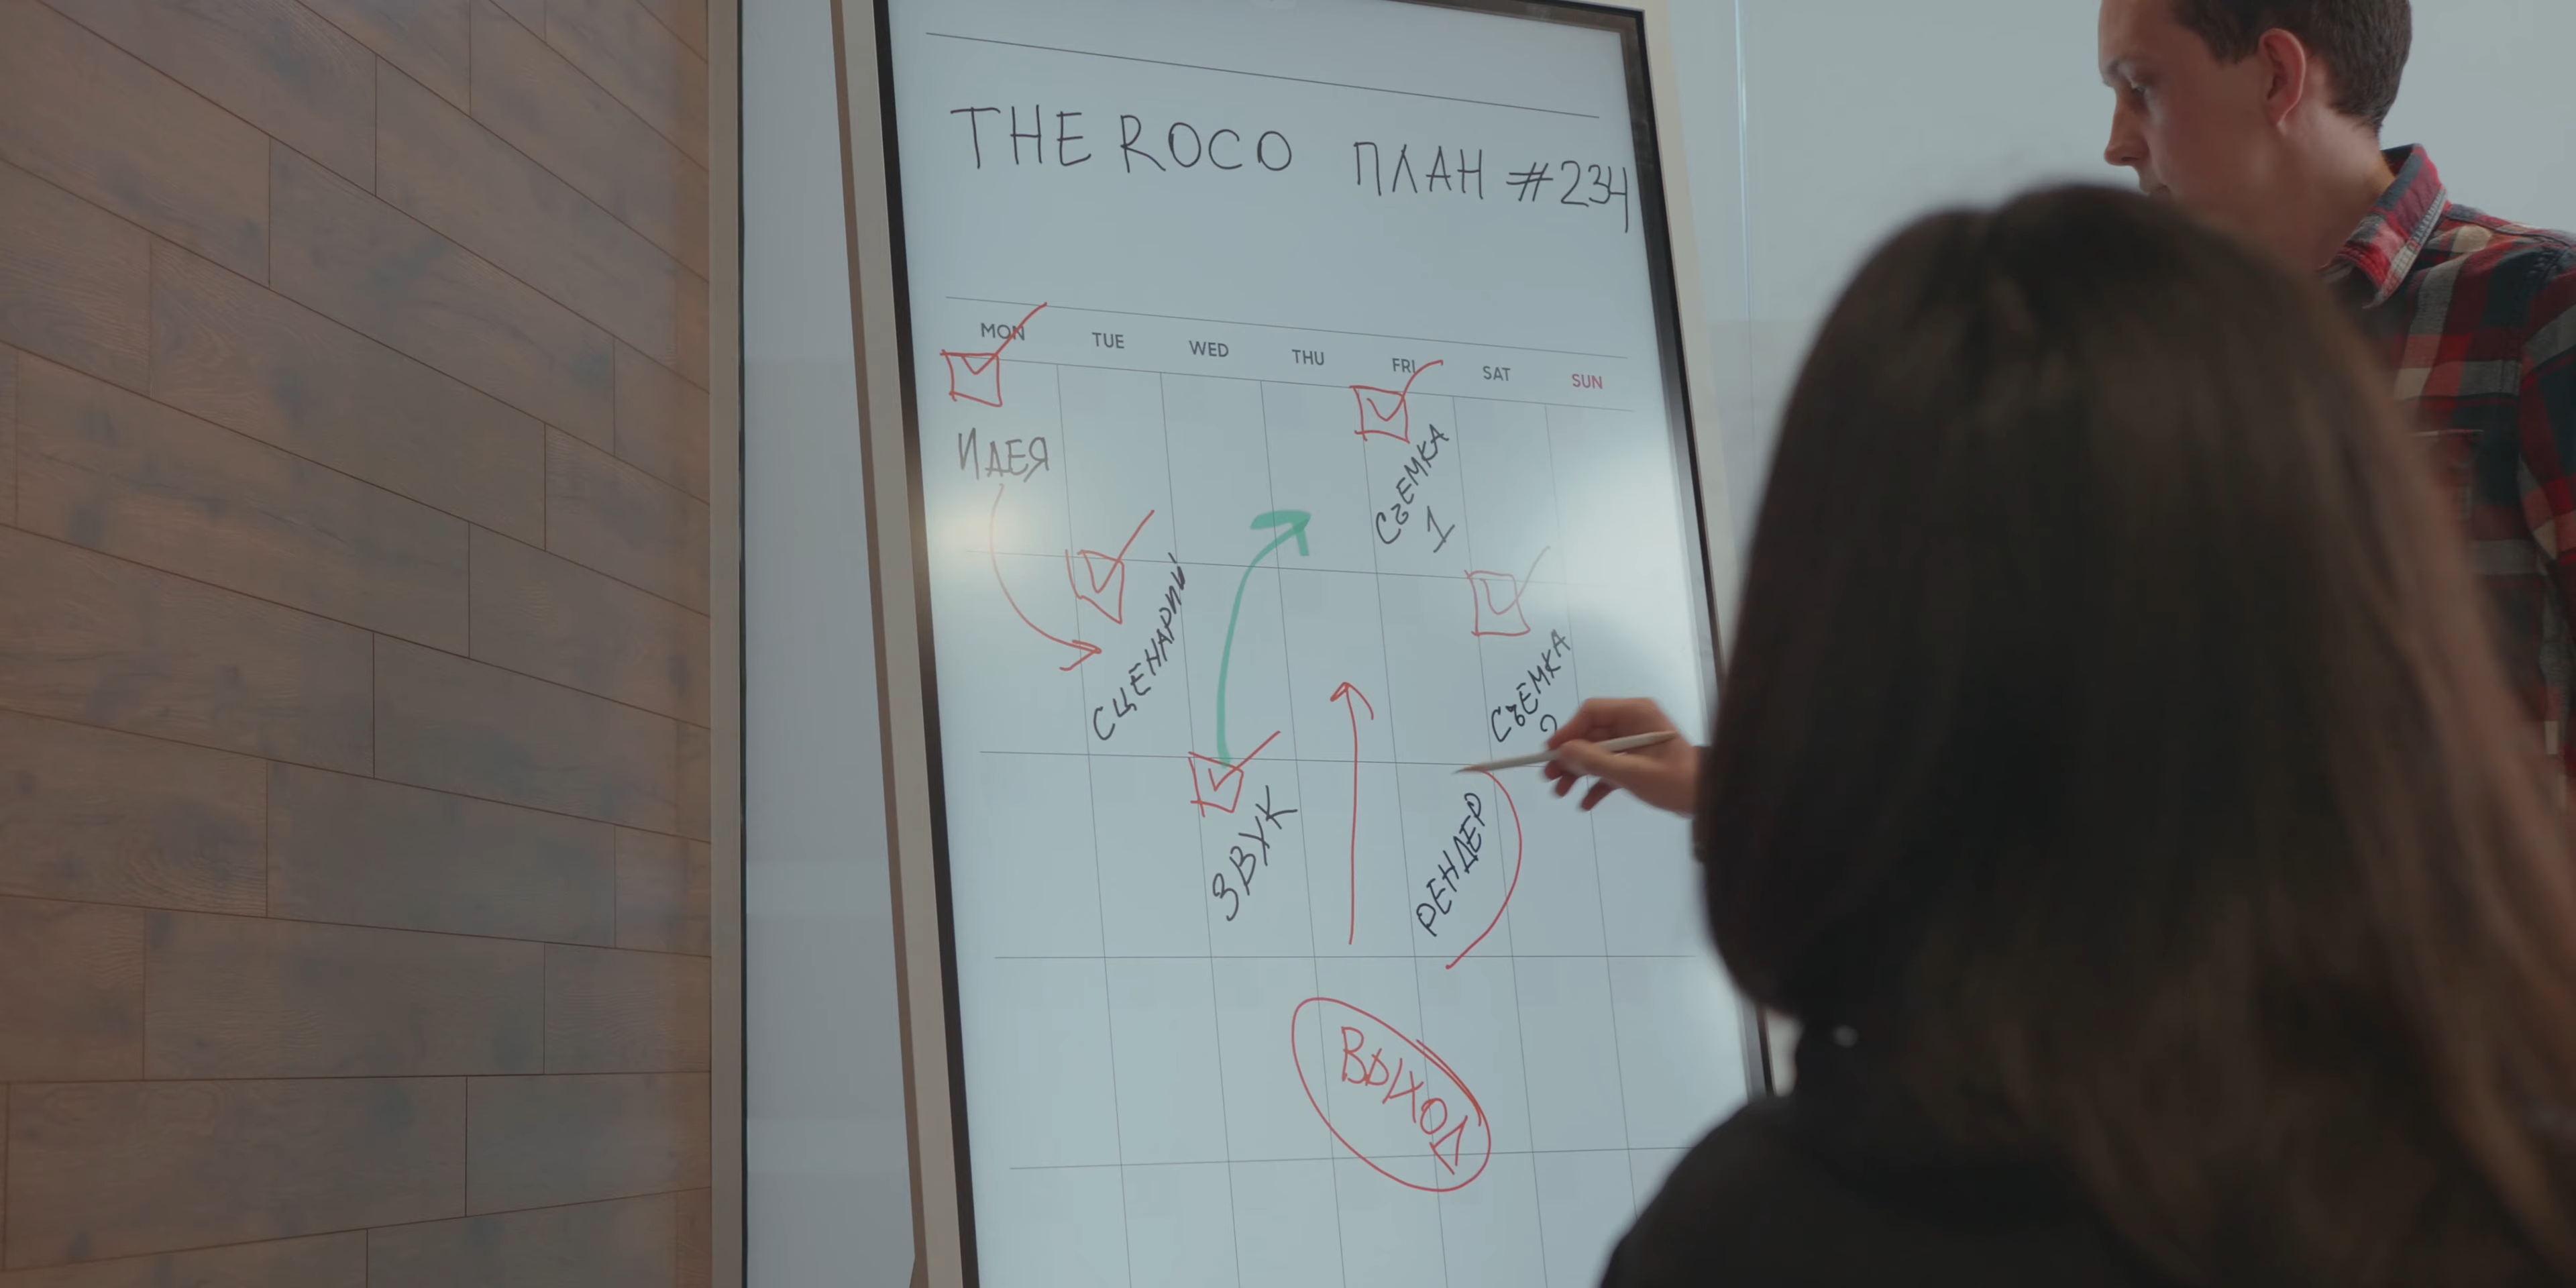 THE ROCO ПЛАН #234
MON TUE WED THU FRI SAT SUN
ИДЕЯ
СЪЕМКА 1
СЦЕНАРИЙ
СЪЕМКА 2
ЗВУК
РЕНДЕР
ВЫХОД